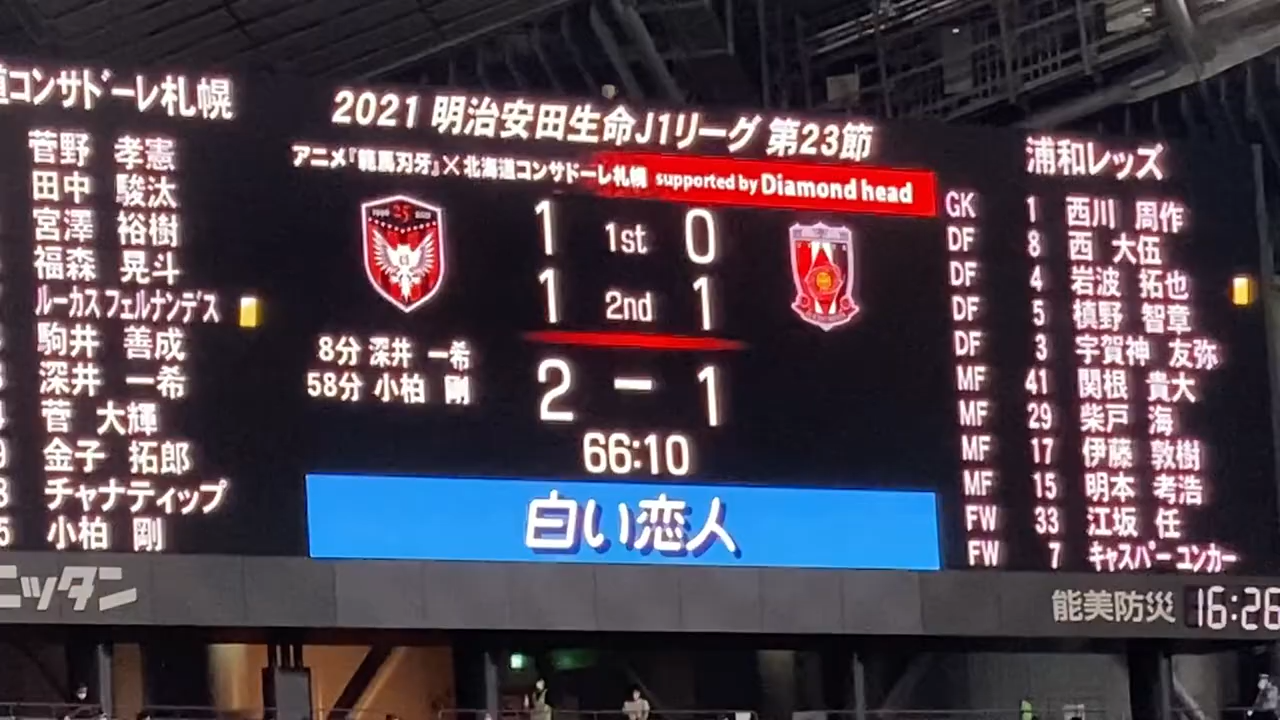 道コンサドーレ札幌
菅野 孝憲
田中 駿汰
宮澤 裕樹
福森 晃斗
ルーカスフェルナンデス
駒井 善成
深井 一希
菅 大輝
9 金子 拓郎
8 チャナティップ
5 小柏 剛
2021 明治安田生命J1リーグ 第23節
アニメ『龍馬刃牙』×北海道コンサドーレ札幌 supported by Diamond head
1 1st 0
1 2nd 1
8分 深井 一希
58分 小柏 剛
2 - 1
66:10
白い恋人
浦和レッズ
GK 1 西川 周作
DF 8 西 大伍
DF 4 岩波 拓也
DF 5 槙野 智章
DF 3 宇賀神 友弥
MF 41 関根 貴大
MF 29 柴戸 海
MF 17 伊藤 敦樹
MF 15 明本 考浩
FW 33 江坂 任
FW 7 キャスパー ユンカー
ニッタン
能美防災 16:26